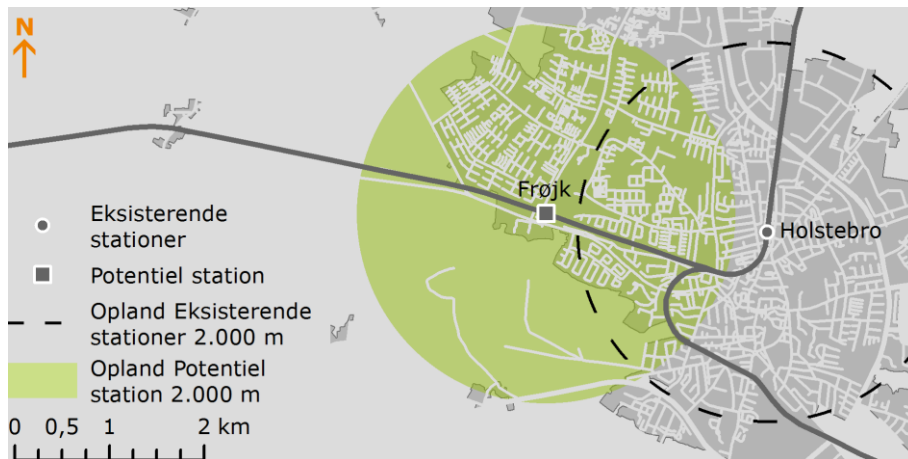 N
Frøjk
Holstebro
Eksisterende
stationer
Potentiel station
Opland Eksisterende
stationer 2.000 m
Opland Potentiel
station 2.000 m
0 0,5 1 2 km